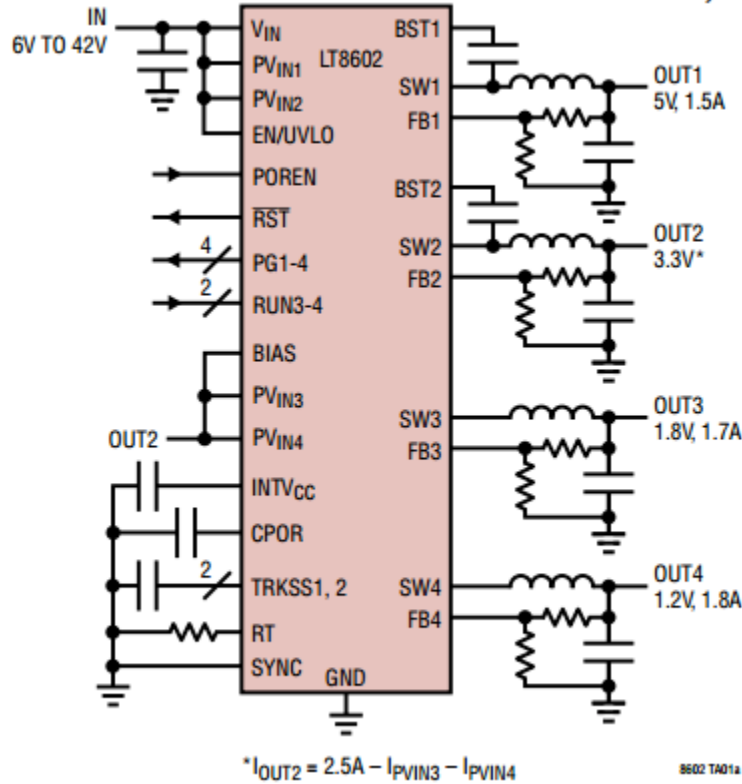 IN
6V TO 42V
VIN
PVIN1
PVIN2
EN/UVLO
POREN
RST
4
PG1-4
2
RUN3-4
BIAS
PVIN3
OUT2
PVIN4
INTVCC
CPOR
2
TRKSS1, 2
RT
SYNC
LT8602
GND
BST1
SW1
FB1
BST2
SW2
FB2
SW3
FB3
SW4
FB4
OUT1
5V, 1.5A
OUT2
3.3V*
OUT3
1.8V, 1.7A
OUT4
1.2V, 1.8A
*IOUT2 = 2.5A – IPVIN3 – IPVIN4
8602 TA01a